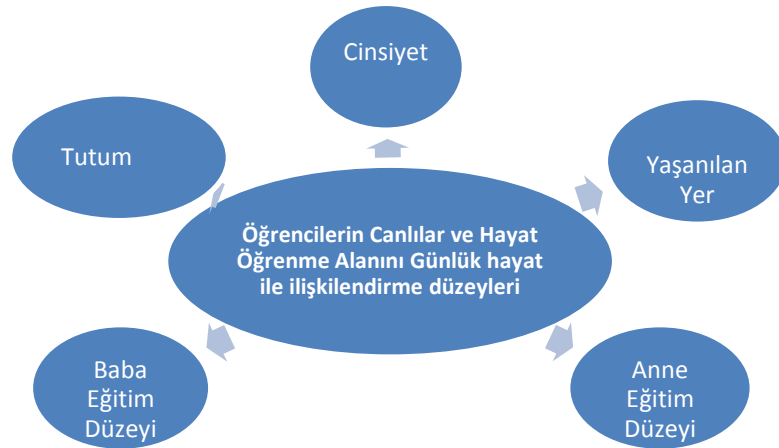 Cinsiyet
Tutum
Yaşanılan
Yer
Öğrencilerin Canlılar ve Hayat
Öğrenme Alanını Günlük hayat
ile ilişkilendirme düzeyleri
Baba
Eğitim
Düzeyi
Anne
Eğitim
Düzeyi